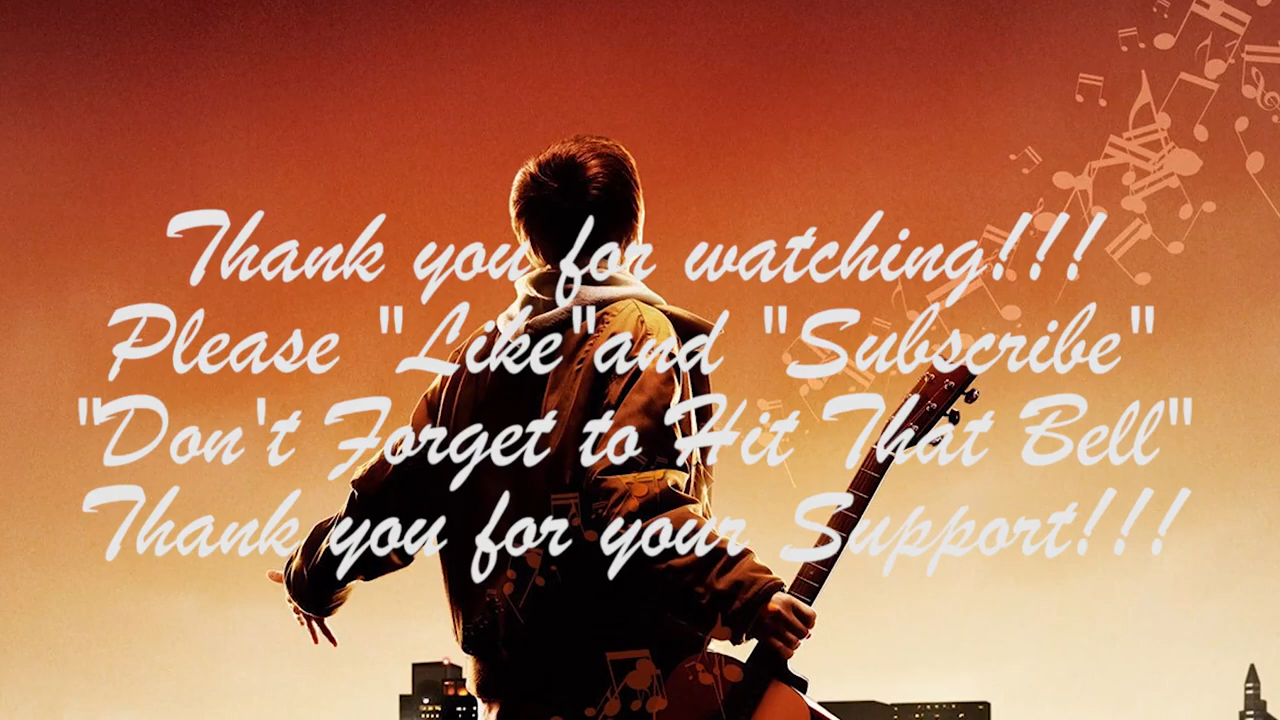 Thank you for watching!!!
Please "Like"and "Subscribe"
"Don't Forget to Hit That Bell"
Thank you for your Support!!!